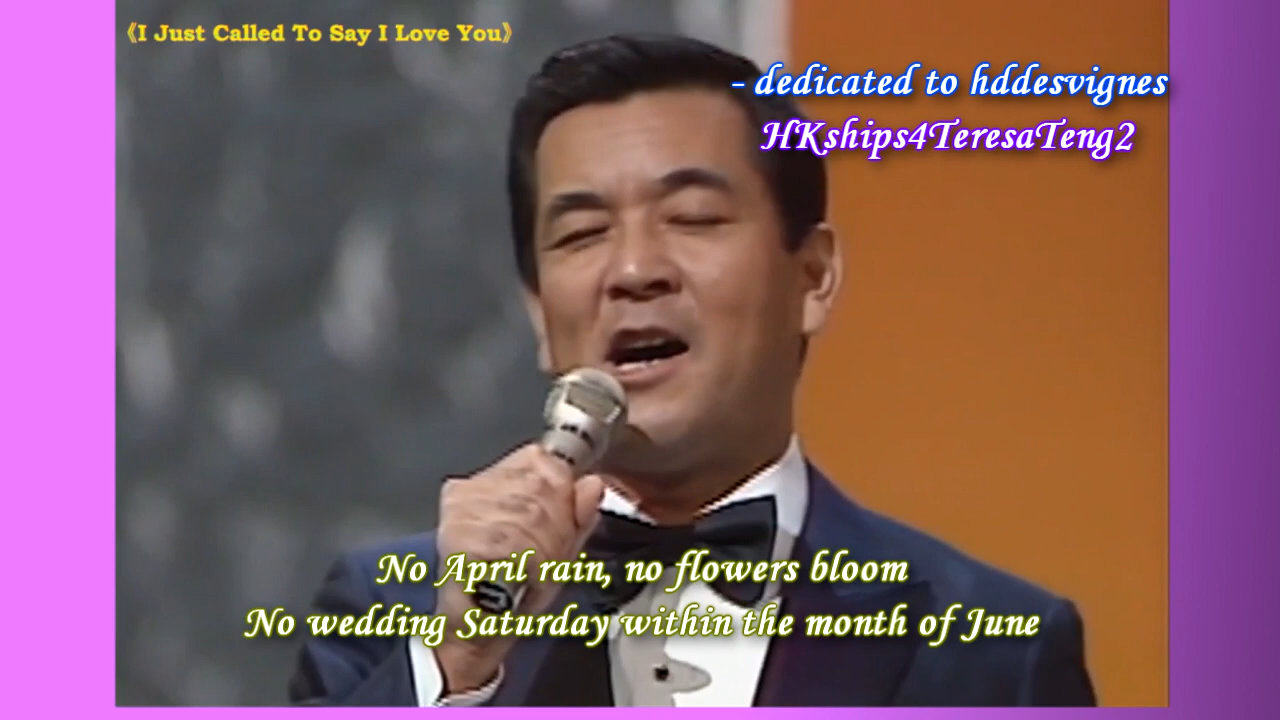 《I Just Called To Say I Love You》
- dedicated to hddesvignes
HKships4TeresaTeng2
No April rain, no flowers bloom
No wedding Saturday within the month of June